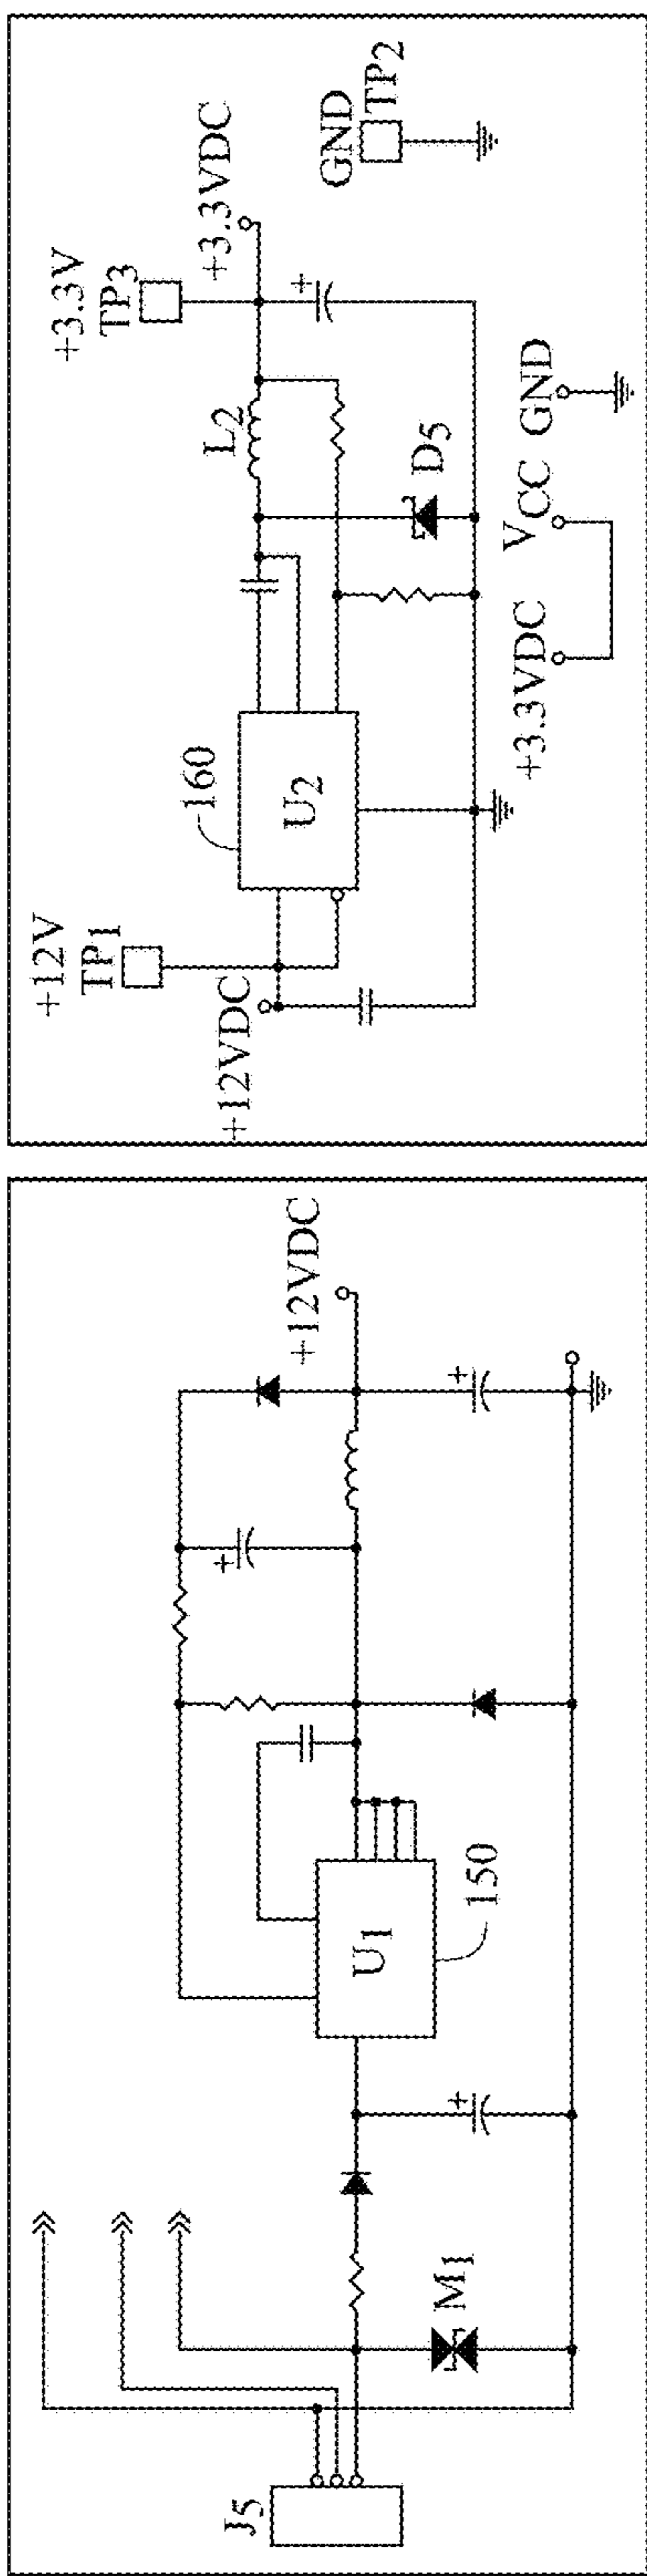 J5
M1
U1
150
+12VDC
+12V
TP1
+12VDC
160
U2
L2
+3.3V
TP3
+3.3VDC
D5
GND
TP2
+3.3VDC
VCC
GND
+
+
+
+